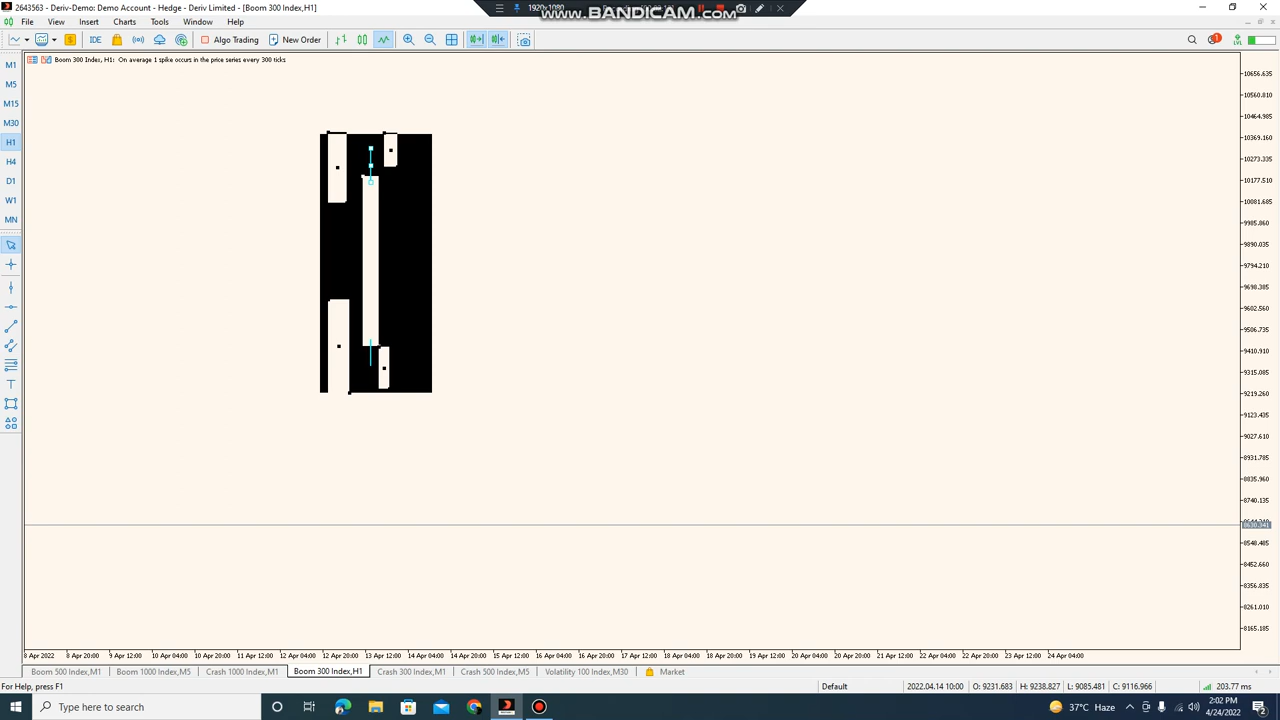 2643563 - Deriv-Demo: Demo Account - Hedge - Deriv Limited - [Boom 300 Index,H1]
1920x1080
www.BANDICAM.com
File View Insert Charts Tools Window Help
IDE Algo Trading New Order 1 LVL
M1
M5
M15
M30
H1
H4
D1
W1
MN
T
Boom 300 Index, H1: On average 1 spike occurs in the price series every 300 ticks
10656.635
10560.810
10464.985
10369.160
10273.335
10177.510
10081.685
9985.860
9890.035
9794.210
9698.385
9602.560
9506.735
9410.910
9315.085
9219.260
9123.435
9027.610
8931.785
8835.960
8740.135
8548.485
8452.660
8356.835
8261.010
8165.185
8 Apr 2022 8 Apr 20:00 9 Apr 12:00 10 Apr 04:00 10 Apr 20:00 11 Apr 12:00 12 Apr 04:00 12 Apr 20:00 13 Apr 12:00 14 Apr 04:00 14 Apr 20:00 15 Apr 12:00 16 Apr 04:00 16 Apr 20:00 17 Apr 12:00 18 Apr 04:00 18 Apr 20:00 19 Apr 12:00 20 Apr 04:00 20 Apr 20:00 21 Apr 12:00 22 Apr 04:00 22 Apr 20:00 23 Apr 12:00 24 Apr 04:00
Boom 500 Index,M1 Boom 1000 Index,M5 Crash 1000 Index,M1 Boom 300 Index,H1 Crash 300 Index,M1 Crash 500 Index,M5 Volatility 100 Index,M30 Market
For Help, press F1 Default 2022.04.14 10:00 O: 9231.683 H: 9238.827 L: 9085.481 C: 9116.966 203.77 ms
Type here to search 37°C Haze 2:02 PM
4/24/2022 2